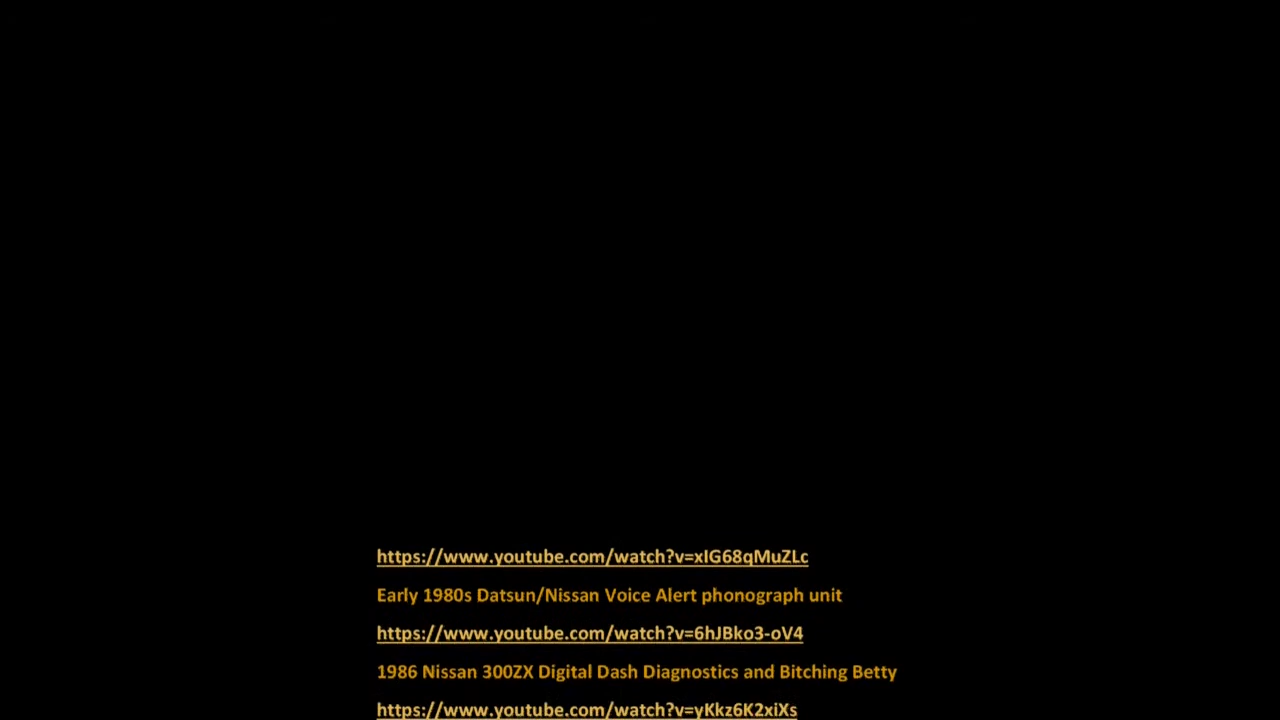 https://www.youtube.com/watch?v=xIG68qMuZLc
Early 1980s Datsun/Nissan Voice Alert phonograph unit
https://www.youtube.com/watch?v=6hJBko3-oV4
1986 Nissan 300ZX Digital Dash Diagnostics and Bitching Betty
https://www.youtube.com/watch?v=yKkz6K2xiXs